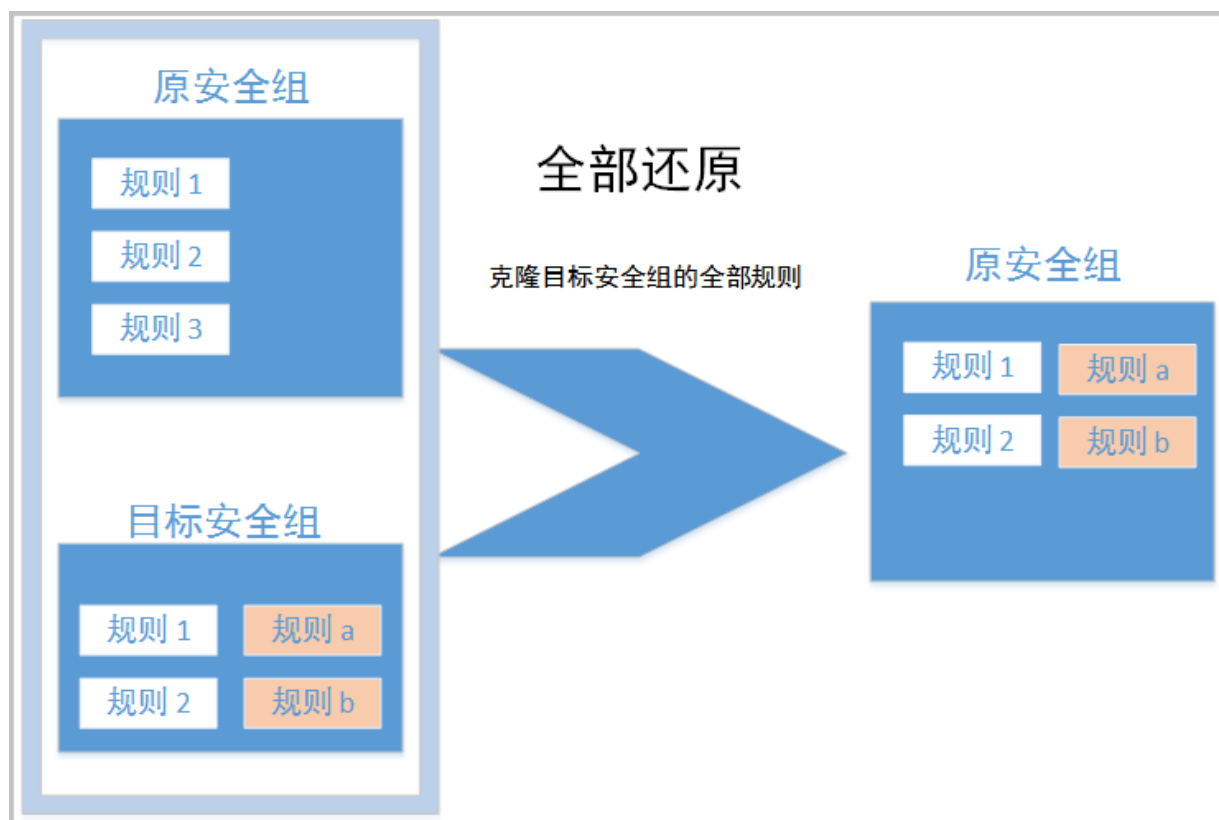 原安全组
规则 1
规则 2
规则 3
目标安全组
规则 1 规则 a
规则 2 规则 b
全部还原
克隆目标安全组的全部规则
原安全组
规则 1 规则 a
规则 2 规则 b